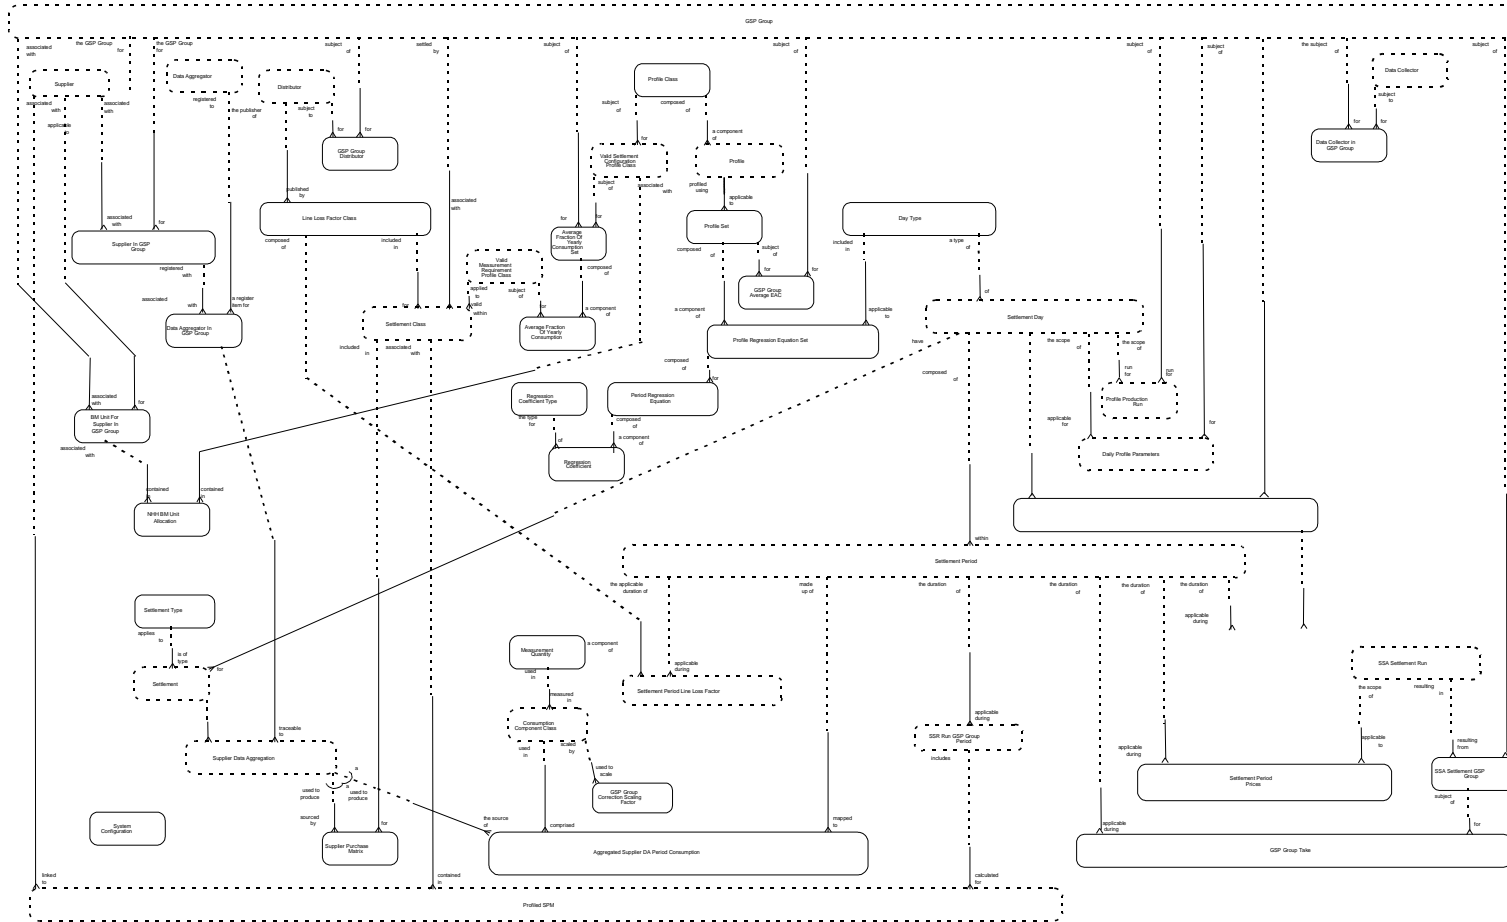 GSP Group
associated
with
the GSP Group
for
the GSP Group
for
subject
of
settled
by
subject
of
subject
of
subject
of
subject
of
the subject
of
subject
of
Supplier
Data Aggregator
Distributor
Profile Class
Data Collector
associated
with
applicable
to
associated
with
registered
to
the publisher
of
subject
to
subject
of
composed
of
subject
to
for
for
for
a component
of
for
for
GSP Group
Distributor
Valid Settlement
Configuration
Profile Class
Profile
Data Collector in
GSP Group
published
by
associated
with
subject
of
associated
with
profiled
using
applicable
to
associated
with
for
Line Loss Factor Class
for
for
Profile Set
Day Type
Supplier In GSP
Group
composed
of
included
in
Average
Fraction Of
Yearly
Consumption
Set
composed
of
subject
of
included
in
a type
of
registered
with
Valid
Measurement
Requirement
Profile Class
composed
of
for
for
associated
with
a register
item for
applied
to
subject
of
GSP Group
Average EAC
of
for
valid
within
for
a component
of
a component
of
applicable
to
Data Aggregator In
GSP Group
Settlement Class
Average Fraction
Of Yearly
Consumption
Settlement Day
Profile Regression Equation Set
included
in
associated
with
have
the scope
of
the scope
of
composed
of
composed
of
run
for
run
for
for
associated
with
for
Regression
Coefficient Type
Period Regression
Equation
Profile Production
Run
BM Unit For
Supplier In
GSP Group
the type
for
composed
of
applicable
for
for
associated
with
of
a component
of
Daily Profile Parameters
Regression
Coefficient
contained
in
contained
in
NHH BM Unit
Allocation
within
Settlement Period
the applicable
duration of
made
up of
the duration
of
the duration
of
the duration
of
the duration
of
Settlement Type
applicable
during
applies
to
is of
type
for
Measurement
Quantity
a component
of
applicable
during
SSA Settlement Run
Settlement
used
in
measured
in
Settlement Period Line Loss Factor
the scope
of
resulting
in
Consumption
Component Class
applicable
during
traceable
to
SSR Run GSP Group
Period
applicable
to
resulting
from
Supplier Data Aggregation
used
in
scaled
by
includes
applicable
during
a
a
used to
produce
used to
produce
used to
scale
Settlement Period
Prices
SSA Settlement GSP
Group
GSP Group
Correction Scaling
Factor
subject
of
System
Configuration
sourced
by
for
the source
of
comprised
mapped
to
applicable
during
for
Supplier Purchase
Matrix
Aggregated Supplier DA Period Consumption
GSP Group Take
linked
to
contained
in
calculated
for
Profiled SPM